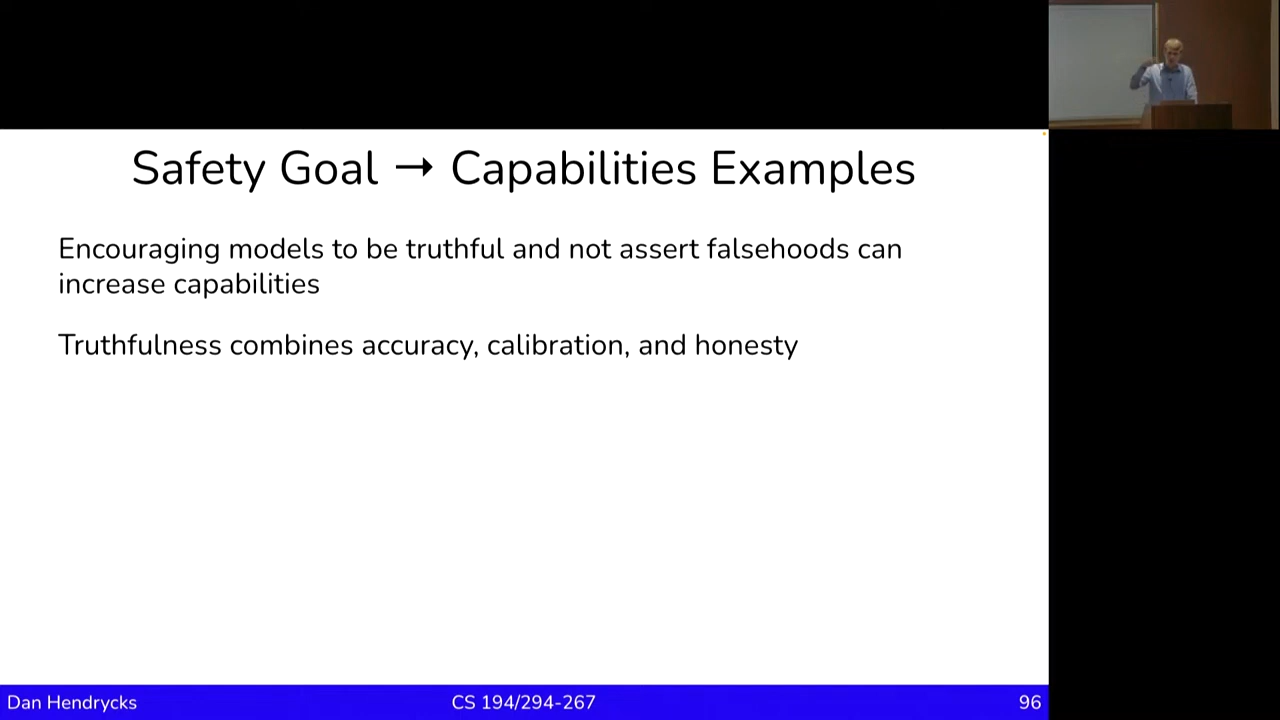 Safety Goal → Capabilities Examples
Encouraging models to be truthful and not assert falsehoods can
increase capabilities
Truthfulness combines accuracy, calibration, and honesty
Dan Hendrycks
CS 194/294-267
96